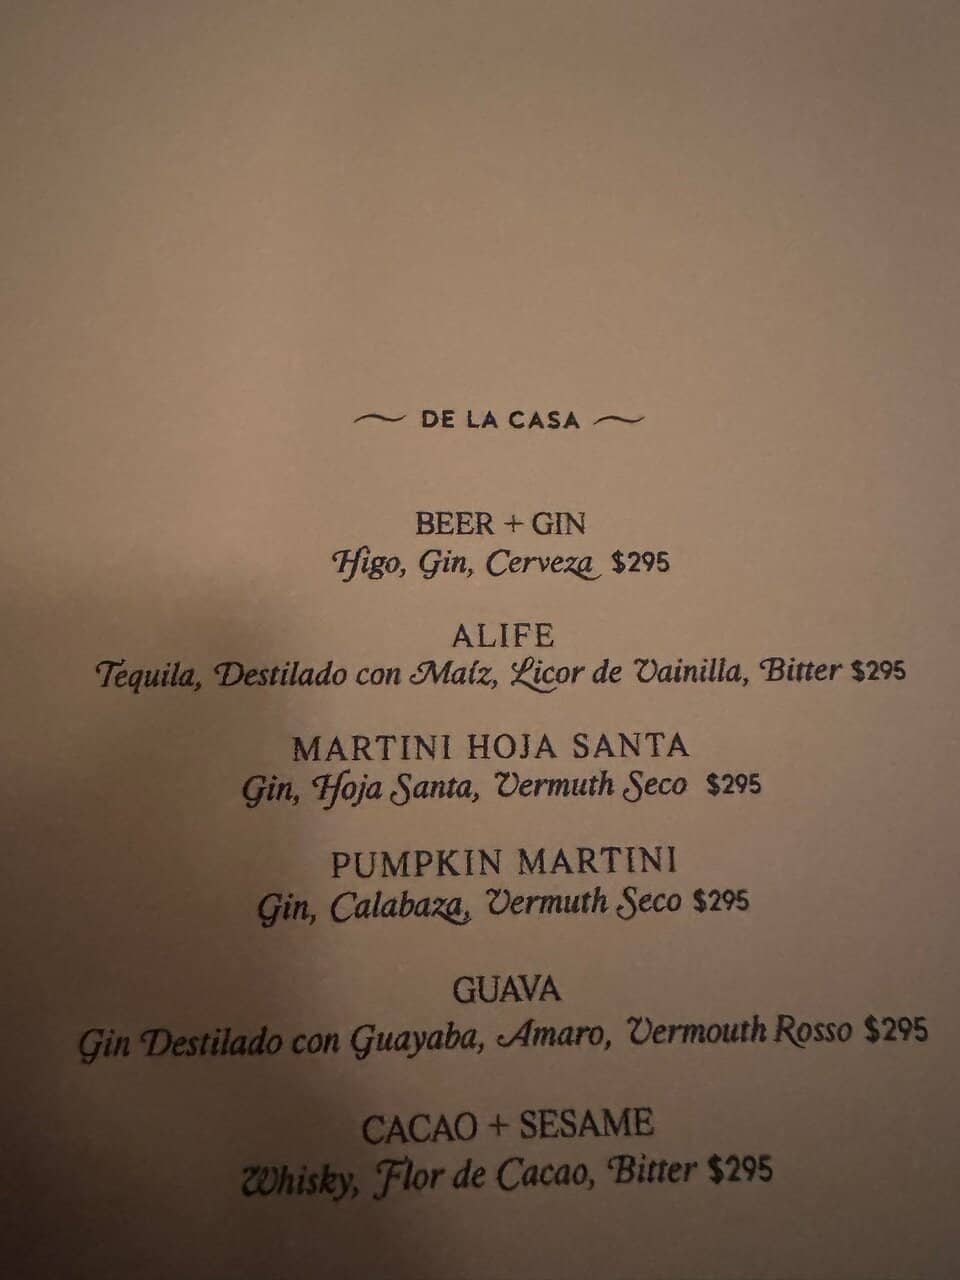 DE LA CASA
BEER + GIN
Higo, Gin, Cerveza $295
ALIFE
Tequila, Destilado con Maíz, Licor de Vainilla, Bitter $295
MARTINI HOJA SANTA
Gin, Hoja Santa, Vermuth Seco $295
PUMPKIN MARTINI
Gin, Calabaza, Vermuth Seco $295
GUAVA
Gin Destilado con Guayaba, Amaro, Vermouth Rosso $295
CACAO + SESAME
Whisky, Flor de Cacao, Bitter $295